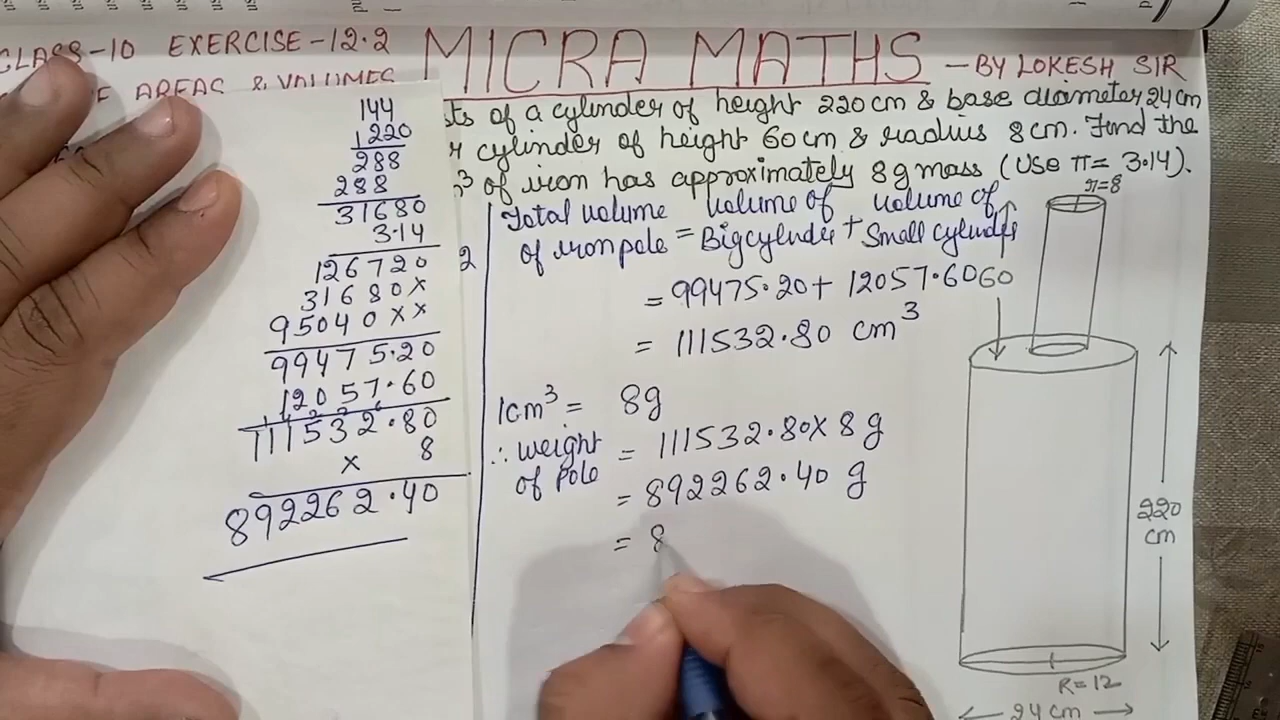 CLASS-10 EXERCISE-12.2
MICRA MATHS
- BY LOKESH SIR
AREAS & VOLUMES
of a cylinder of height 220 cm & base diameter 24 cm
cylinder of height 60 cm & radius 8 cm. Find the
of iron has approximately 8g mass (Use π = 3.14).
144
1220
288
288
31680
3.14
126720
31680x
95040xx
99475.20
12057.60
111532.80
x 8
892262.40
2
Total volume volume of volume of
of iron pole = Big cylinder + Small cylinder
= 99475.20 + 12057.60
= 111532.80 cm³
1cm³ = 8g
∴ weight = 111532.80 x 8 g
of pole
= 892262.40 g
= 8
r=8
60
220
cm
R=12
24 cm